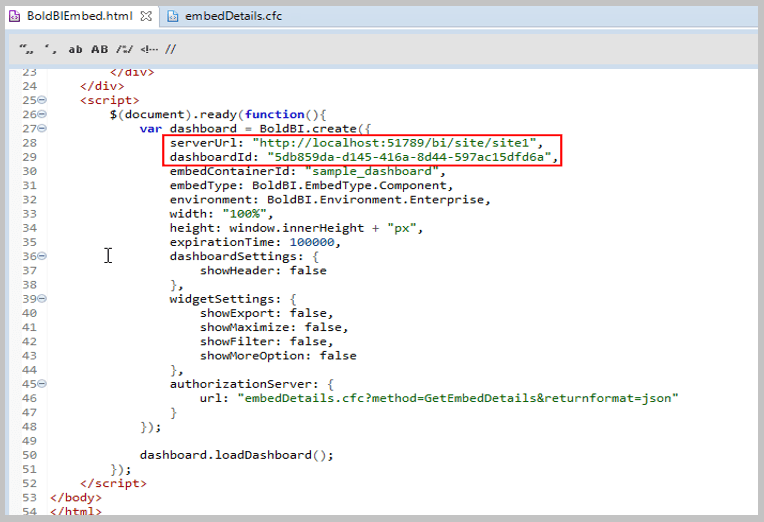 BoldBIEmbed.html embedDetails.cfc
“„ ‘, ab AB /*/ <!-- //
23 </div>
24 </div>
25 <script>
26 $(document).ready(function(){
27 var dashboard = BoldBI.create({
28 serverUrl: "http://localhost:51789/bi/site/site1",
29 dashboardId: "5db859da-d145-416a-8d44-597ac15dfd6a",
30 embedContainerId: "sample_dashboard",
31 embedType: BoldBI.EmbedType.Component,
32 environment: BoldBI.Environment.Enterprise,
33 width: "100%",
34 height: window.innerHeight + "px",
35 expirationTime: 100000,
36 dashboardSettings: {
37 showHeader: false
38 },
39 widgetSettings: {
40 showExport: false,
41 showMaximize: false,
42 showFilter: false,
43 showMoreOption: false
44 },
45 authorizationServer: {
46 url: "embedDetails.cfc?method=GetEmbedDetails&returnformat=json"
47 }
48 });
49
50 dashboard.loadDashboard();
51 });
52 </script>
53 </body>
54 </html>